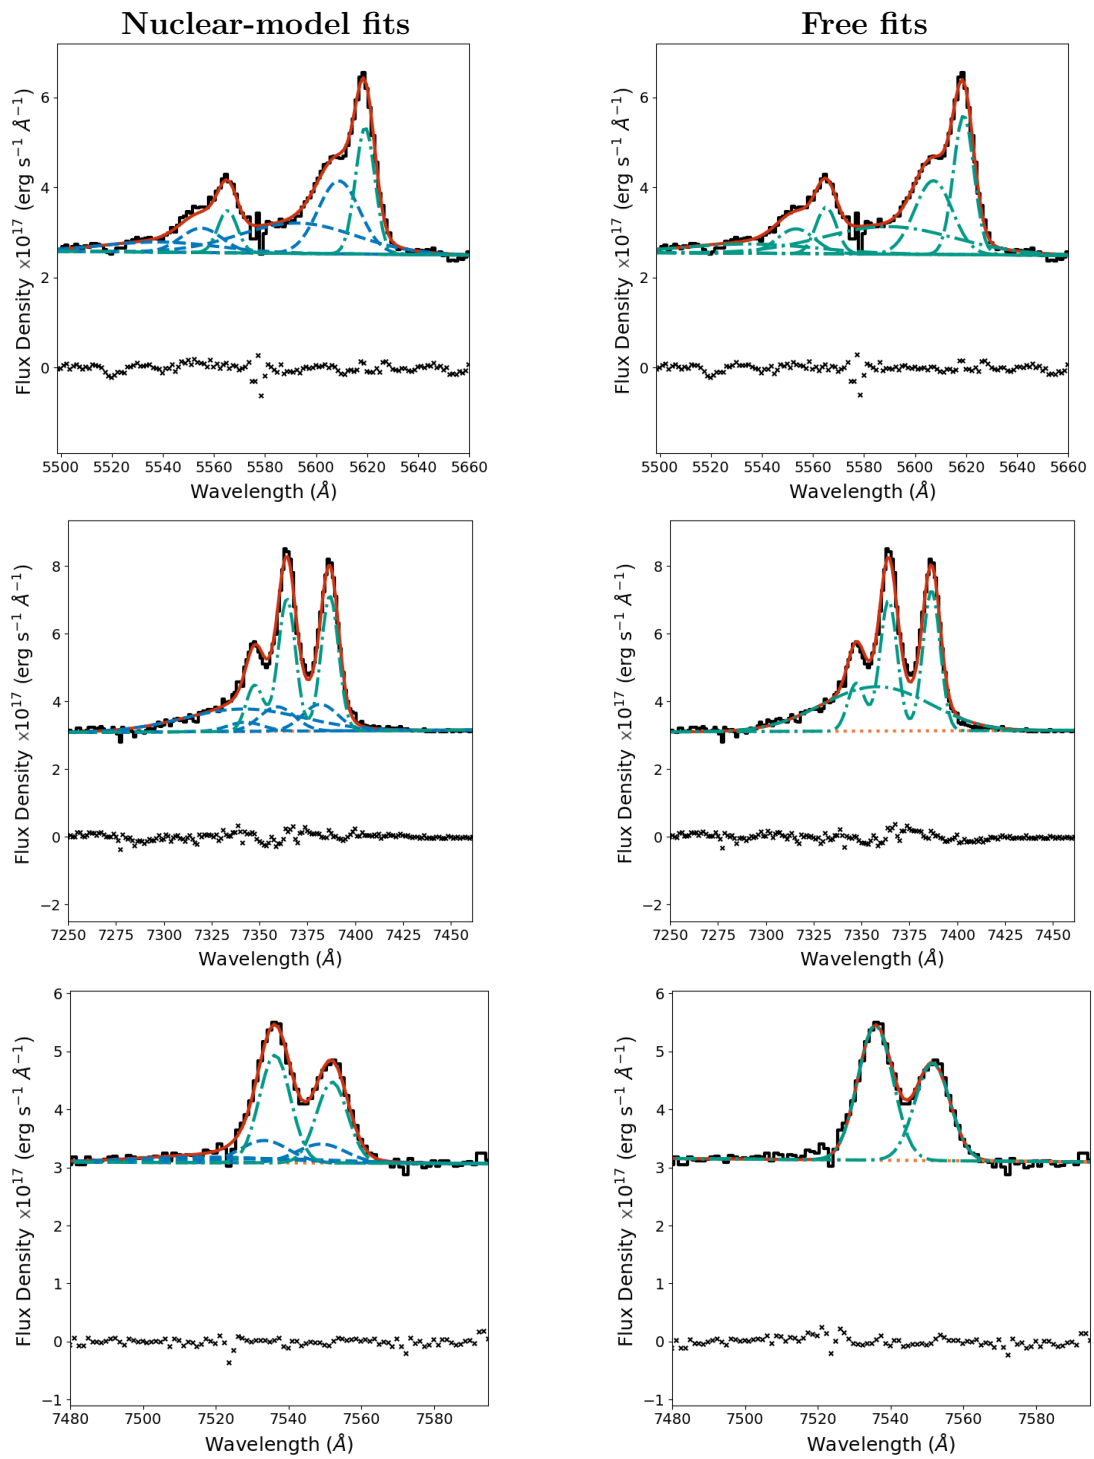 Nuclear-model fits
Free fits
Flux Density x10¹⁷ (erg s⁻¹ Å⁻¹)
6
4
2
0
5500 5520 5540 5560 5580 5600 5620 5640 5660
Wavelength (Å)
Flux Density x10¹⁷ (erg s⁻¹ Å⁻¹)
6
4
2
0
5500 5520 5540 5560 5580 5600 5620 5640 5660
Wavelength (Å)
Flux Density x10¹⁷ (erg s⁻¹ Å⁻¹)
8
6
4
2
0
−2
7250 7275 7300 7325 7350 7375 7400 7425 7450
Wavelength (Å)
Flux Density x10¹⁷ (erg s⁻¹ Å⁻¹)
8
6
4
2
0
−2
7250 7275 7300 7325 7350 7375 7400 7425 7450
Wavelength (Å)
Flux Density x10¹⁷ (erg s⁻¹ Å⁻¹)
6
5
4
3
2
1
0
−1
7480 7500 7520 7540 7560 7580
Wavelength (Å)
Flux Density x10¹⁷ (erg s⁻¹ Å⁻¹)
6
5
4
3
2
1
0
−1
7480 7500 7520 7540 7560 7580
Wavelength (Å)